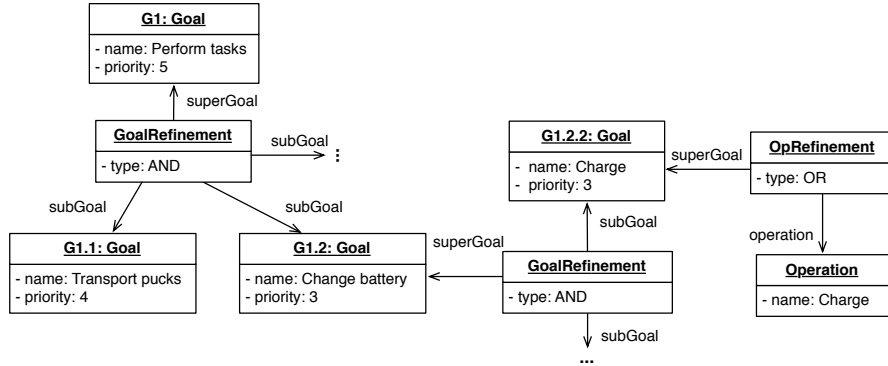 G1: Goal
- name: Perform tasks
- priority: 5
superGoal
GoalRefinement
- type: AND
subGoal
...
subGoal
subGoal
G1.1: Goal
- name: Transport pucks
- priority: 4
G1.2: Goal
- name: Change battery
- priority: 3
superGoal
G1.2.2: Goal
- name: Charge
- priority: 3
superGoal
OpRefinement
- type: OR
subGoal
operation
GoalRefinement
- type: AND
Operation
- name: Charge
subGoal
...